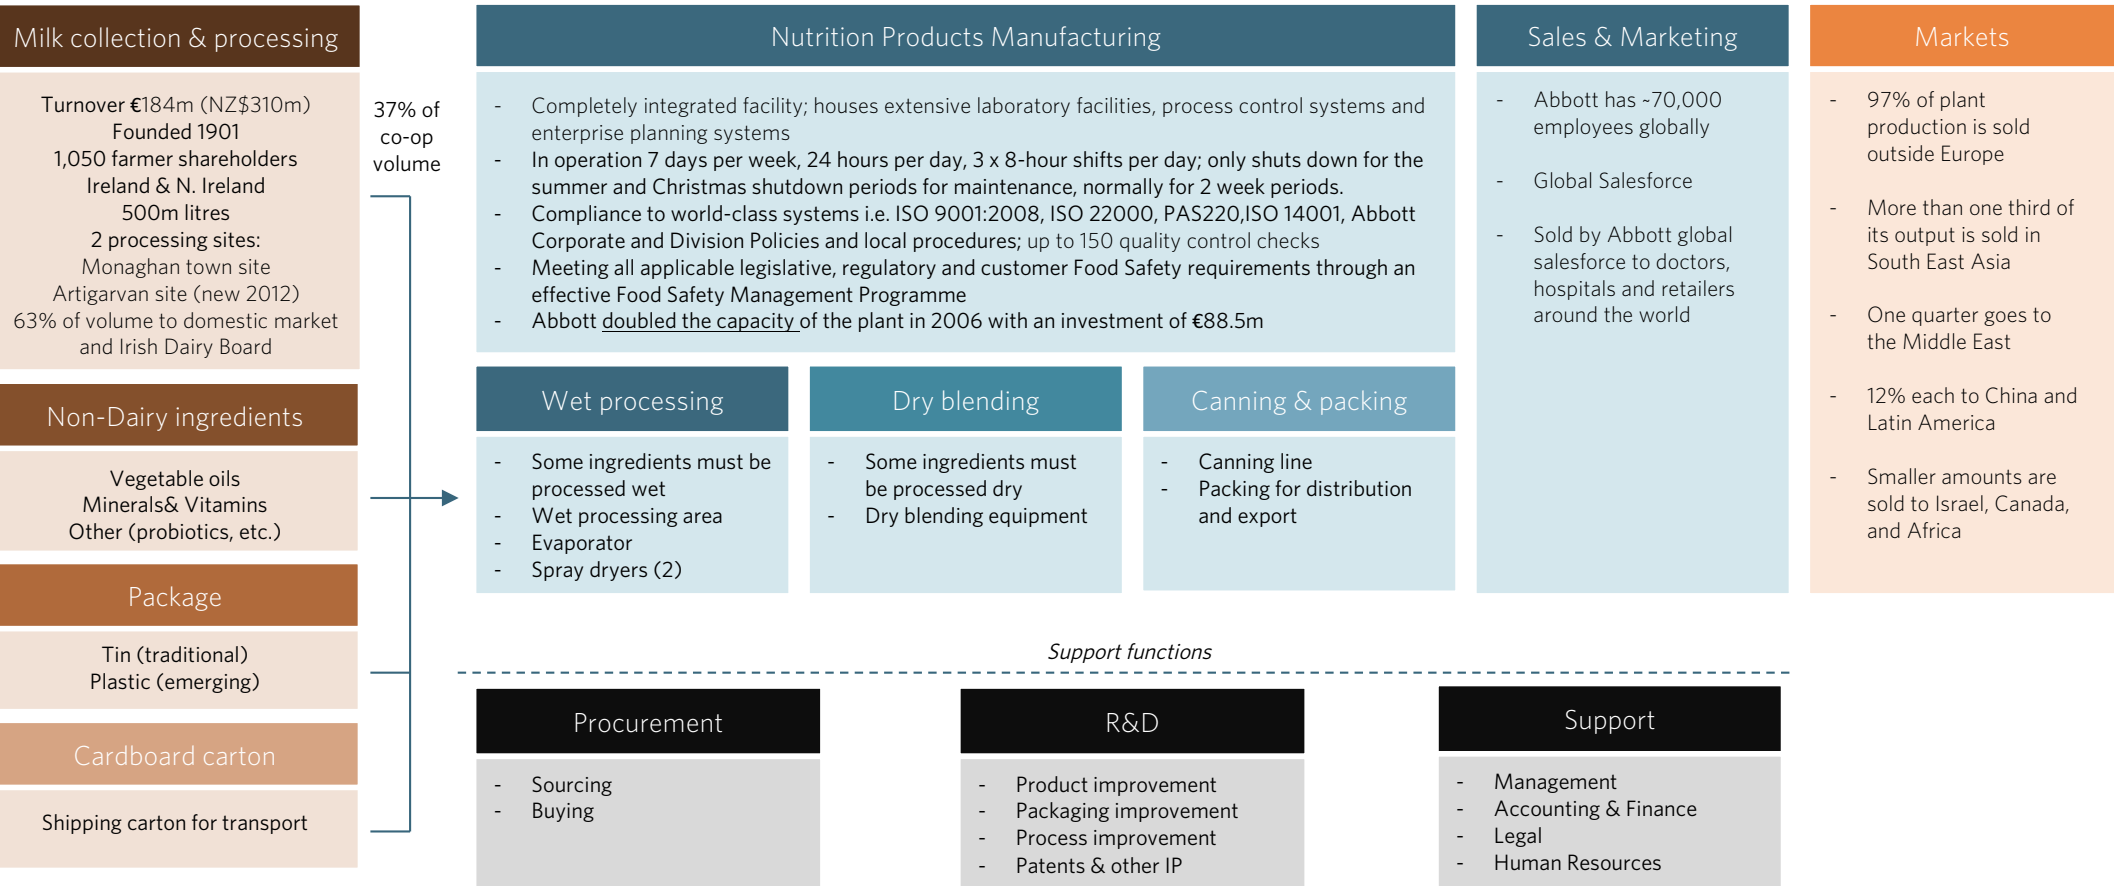 Milk collection & processing
Turnover €184m (NZ$310m)
Founded 1901
1,050 farmer shareholders
Ireland & N. Ireland
500m litres
2 processing sites:
Monaghan town site
Artigarvan site (new 2012)
63% of volume to domestic market
and Irish Dairy Board
Non-Dairy ingredients
Vegetable oils
Minerals& Vitamins
Other (probiotics, etc.)
Package
Tin (traditional)
Plastic (emerging)
Cardboard carton
Shipping carton for transport
37% of
co-op
volume
Nutrition Products Manufacturing
- Completely integrated facility; houses extensive laboratory facilities, process control systems and
enterprise planning systems
- In operation 7 days per week, 24 hours per day, 3 x 8-hour shifts per day; only shuts down for the
summer and Christmas shutdown periods for maintenance, normally for 2 week periods.
- Compliance to world-class systems i.e. ISO 9001:2008, ISO 22000, PAS220,ISO 14001, Abbott
Corporate and Division Policies and local procedures; up to 150 quality control checks
- Meeting all applicable legislative, regulatory and customer Food Safety requirements through an
effective Food Safety Management Programme
- Abbott doubled the capacity of the plant in 2006 with an investment of €88.5m
Wet processing
- Some ingredients must be
processed wet
- Wet processing area
- Evaporator
- Spray dryers (2)
Dry blending
- Some ingredients must
be processed dry
- Dry blending equipment
Canning & packing
- Canning line
- Packing for distribution
and export
Sales & Marketing
- Abbott has ~70,000
employees globally
- Global Salesforce
- Sold by Abbott global
salesforce to doctors,
hospitals and retailers
around the world
Markets
- 97% of plant
production is sold
outside Europe
- More than one third of
its output is sold in
South East Asia
- One quarter goes to
the Middle East
- 12% each to China and
Latin America
- Smaller amounts are
sold to Israel, Canada,
and Africa
Support functions
Procurement
- Sourcing
- Buying
R&D
- Product improvement
- Packaging improvement
- Process improvement
- Patents & other IP
Support
- Management
- Accounting & Finance
- Legal
- Human Resources